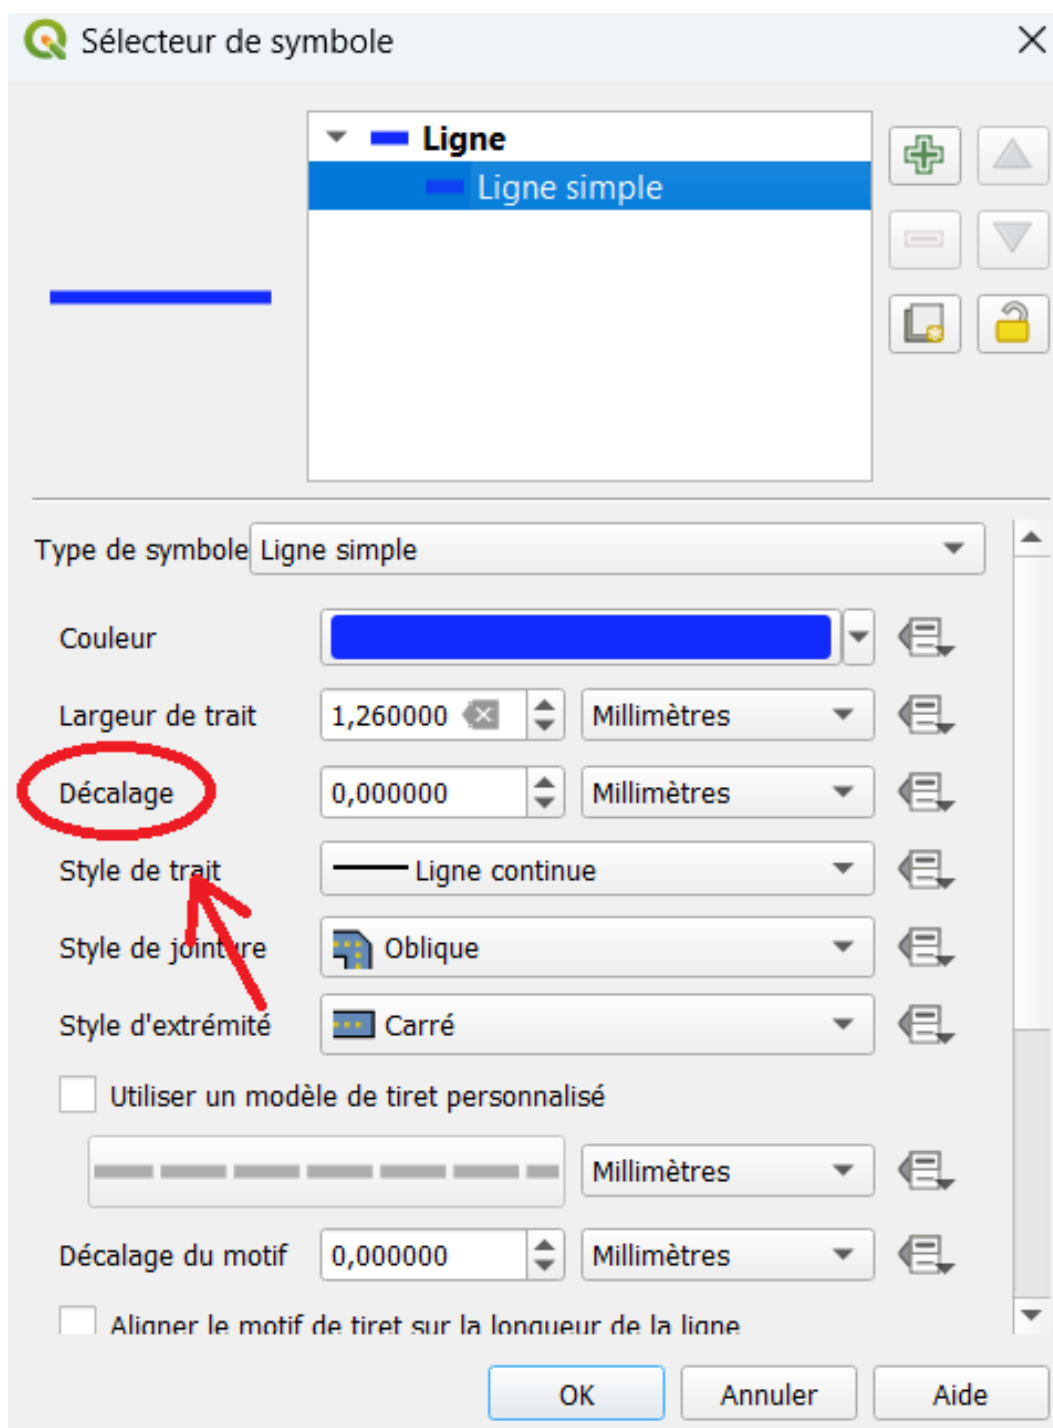 Sélecteur de symbole
Ligne
Ligne simple
Type de symbole Ligne simple
Couleur
Largeur de trait 1,260000 Millimètres
Décalage 0,000000 Millimètres
Style de trait Ligne continue
Style de jointure Oblique
Style d'extrémité Carré
Utiliser un modèle de tiret personnalisé
Millimètres
Décalage du motif 0,000000 Millimètres
Aligner le motif de tiret sur la longueur de la ligne
OK Annuler Aide